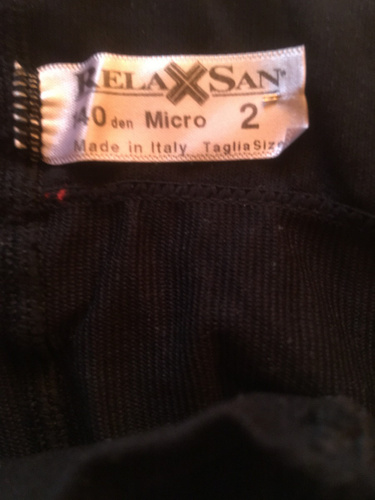 RELAXSAN
40 den Micro 2
Made in Italy Taglia Size